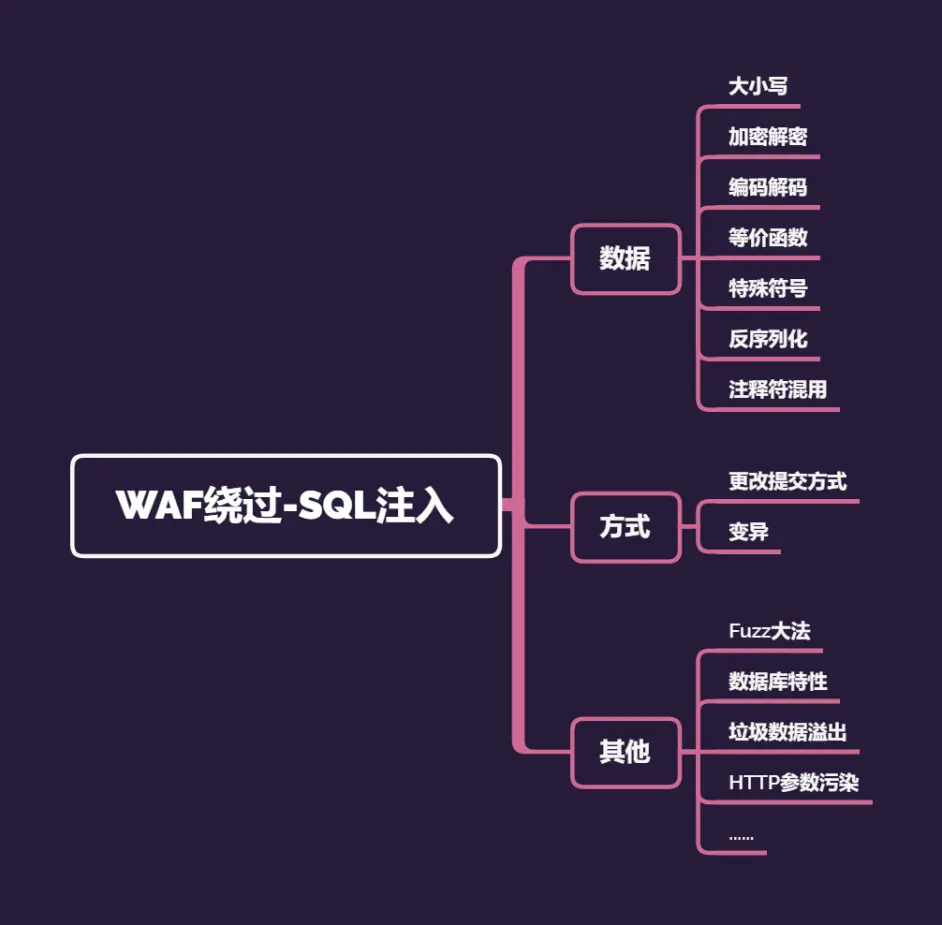 WAF绕过-SQL注入
数据
大小写
加密解密
编码解码
等价函数
特殊符号
反序列化
注释符混用
方式
更改提交方式
变异
其他
Fuzz大法
数据库特性
垃圾数据溢出
HTTP参数污染
......